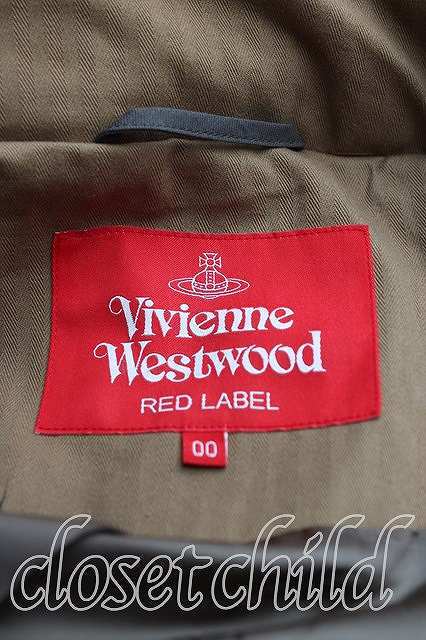 Vivienne
Westwood
RED LABEL
00
closet child